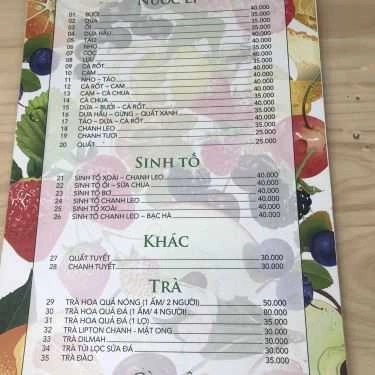 NƯỚC ÉP
01 BƯỞI 40.000
02 DỨA 35.000
03 ỔI 35.000
04 DƯA HẤU 40.000
05 TÁO 40.000
06 NHO 40.000
07 CÓC 35.000
08 LỰU
09 CÀ RỐT
10 CAM
11 NHO – TÁO 40.000
12 CÀ RỐT – CAM 40.000
13 CAM – CÀ CHUA 40.000
14 CÀ CHUA 35.000
15 DỨA – BƯỞI – CÀ RỐT 40.000
16 DƯA HẤU – GỪNG – QUẤT XANH 40.000
17 TÁO – DỨA – CÀ RỐT 40.000
18 CHANH LEO 35.000
19 CHANH TƯƠI 25.000
20 QUẤT 25.000
SINH TỐ
21 SINH TỐ XOÀI – CHANH LEO 40.000
22 SINH TỐ ỔI – SỮA CHUA 40.000
23 SINH TỐ BƠ 40.000
24 SINH TỐ CHANH LEO 40.000
25 SINH TỐ XOÀI 40.000
26 SINH TỐ CHANH LEO – BẠC HÀ 40.000
KHÁC
27 QUẤT TUYẾT 30.000
28 CHANH TUYẾT 30.000
TRÀ
29 TRÀ HOA QUẢ NÓNG (1 ẤM/ 2 NGƯỜI) 50.000
30 TRÀ HOA QUẢ ĐÁ (1 ẤM/ 4 NGƯỜI) 80.000
31 TRÀ HOA QUẢ ĐÁ (1 LY) 35.000
32 TRÀ LIPTON CHANH - MẬT ONG 30.000
33 TRÀ DILMAH 30.000
34 TRÀ TÚI LỌC SỮA ĐÁ 30.000
35 TRÀ ĐÀO 35.000